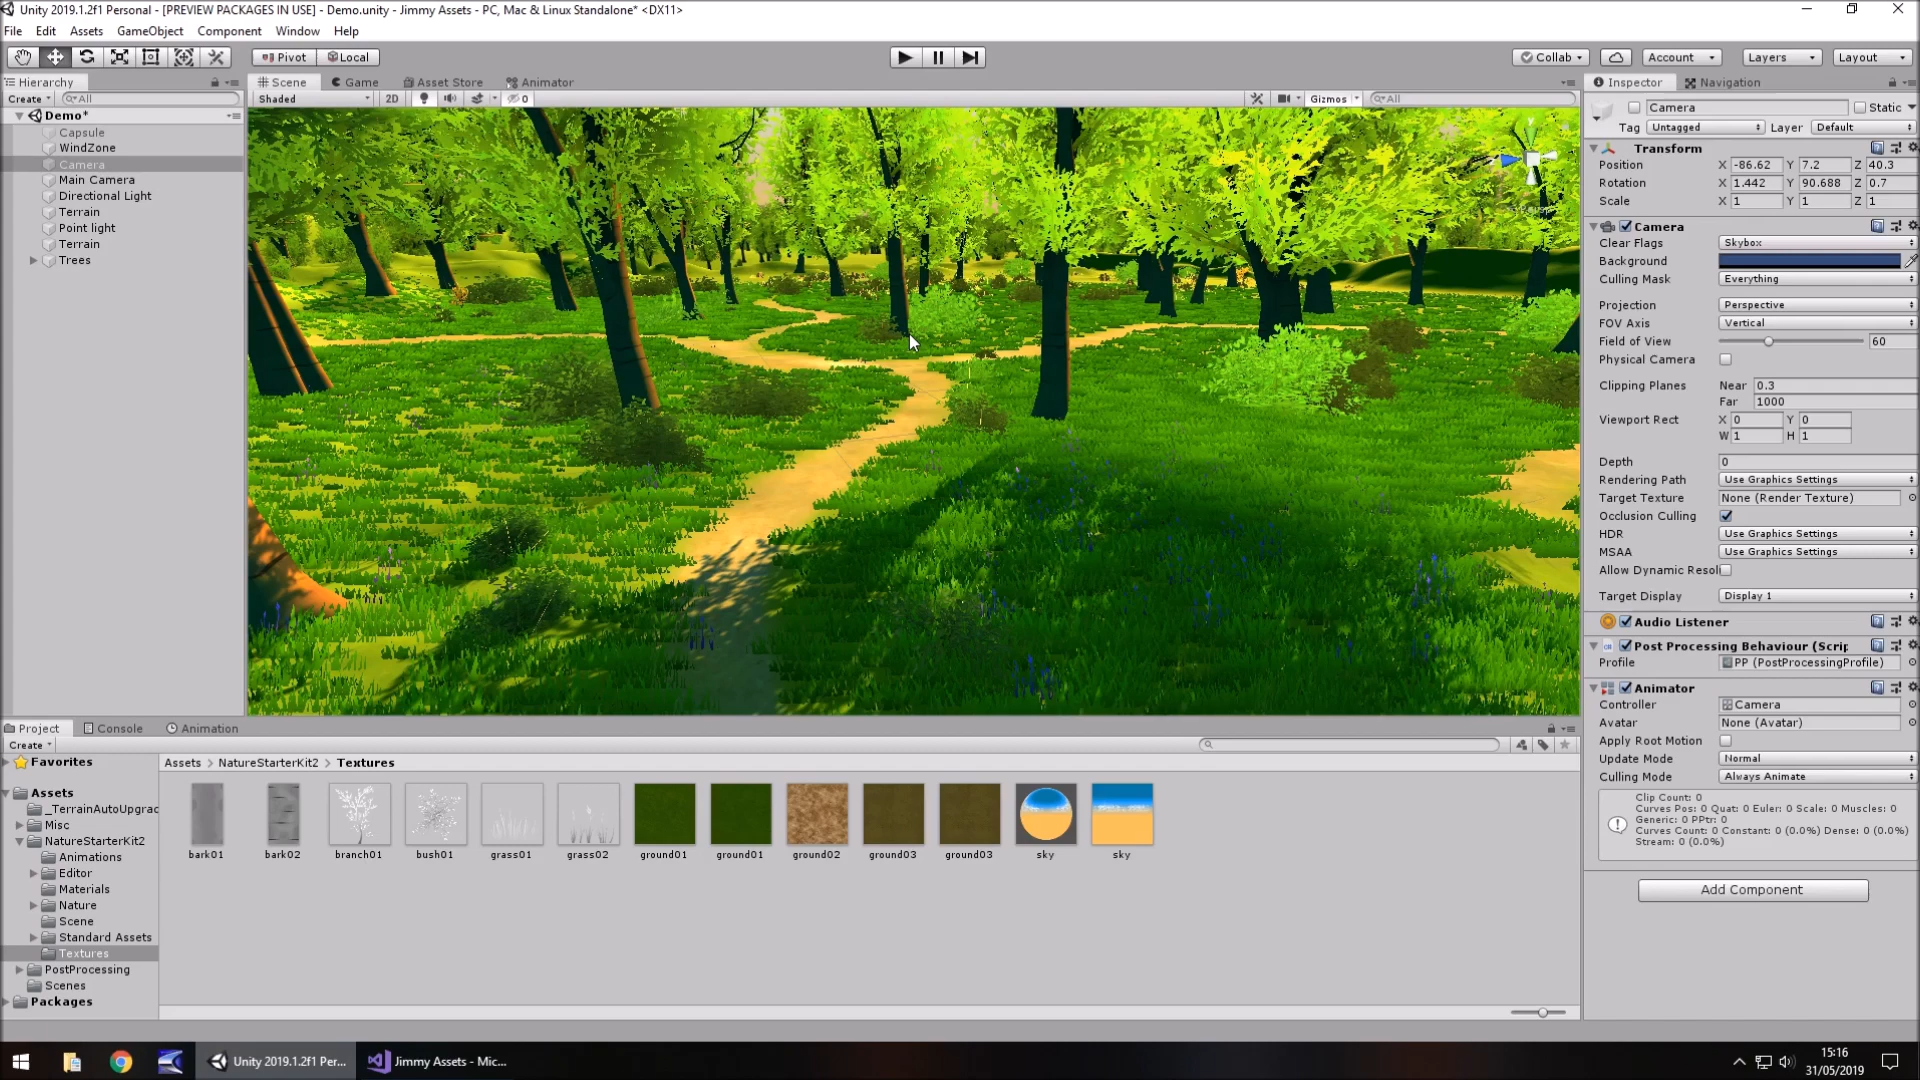 Unity 2019.1.2f1 Personal - [PREVIEW PACKAGES IN USE] - Demo.unity - Jimmy Assets - PC, Mac & Linux Standalone* <DX11>
File Edit Assets GameObject Component Window Help
Pivot Local Collab Account Layers Layout
Hierarchy
Create All
Demo*
Capsule
WindZone
Camera
Main Camera
Directional Light
Terrain
Point light
Terrain
Trees
Scene Game Asset Store Animator
Shaded 2D 0 Gizmos All
Inspector Navigation
Camera Static
Tag Untagged Layer Default
Transform
Position X -86.62 Y 7.2 Z 40.3
Rotation X 1.442 Y 90.688 Z 0.7
Scale X 1 Y 1 Z 1
Camera
Clear Flags Skybox
Background
Culling Mask Everything
Projection Perspective
FOV Axis Vertical
Field of View 60
Physical Camera
Clipping Planes Near 0.3
Far 1000
Viewport Rect X 0 Y 0
W 1 H 1
Depth 0
Rendering Path Use Graphics Settings
Target Texture None (Render Texture)
Occlusion Culling
HDR Use Graphics Settings
MSAA Use Graphics Settings
Allow Dynamic Resol
Target Display Display 1
Audio Listener
Post Processing Behaviour (Scrip
Profile PP (PostProcessingProfile)
Animator
Controller Camera
Avatar None (Avatar)
Apply Root Motion
Update Mode Normal
Culling Mode Always Animate
Clip Count: 0
Curves Pos: 0 Quat: 0 Euler: 0 Scale: 0 Muscles: 0
Generic: 0 PPtr: 0
Curves Count: 0 Constant: 0 (0.0%) Dense: 0 (0.0%)
Stream: 0 (0.0%)
Add Component
Project Console Animation
Create
Favorites
Assets
_TerrainAutoUpgrad
Misc
NatureStarterKit2
Animations
Editor
Materials
Nature
Scene
Standard Assets
Textures
PostProcessing
Scenes
Packages
Assets > NatureStarterKit2 > Textures
bark01 bark02 branch01 bush01 grass01 grass02 ground01 ground01 ground02 ground03 ground03 sky sky
Unity 2019.1.2f1 Per... Jimmy Assets - Mic...
15:16
31/05/2019